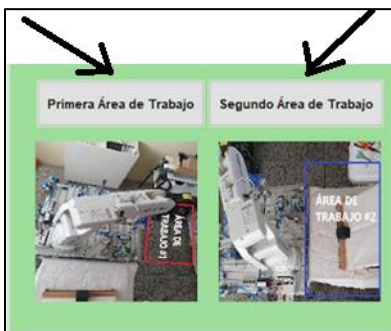 Primera Área de Trabajo
Segundo Área de Trabajo
ÁREA DE
TRABAJO #1
ÁREA DE
TRABAJO #2